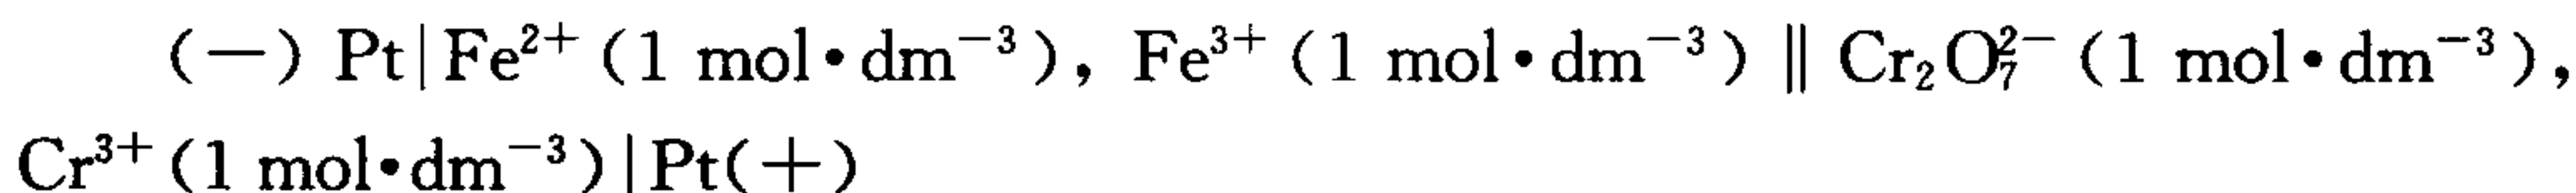 (—) Pt|Fe²⁺ (1 mol•dm⁻³), Fe³⁺ (1 mol•dm⁻³) ‖ Cr₂O₇²⁻ (1 mol•dm⁻³),
Cr³⁺ (1 mol•dm⁻³)|Pt(+)